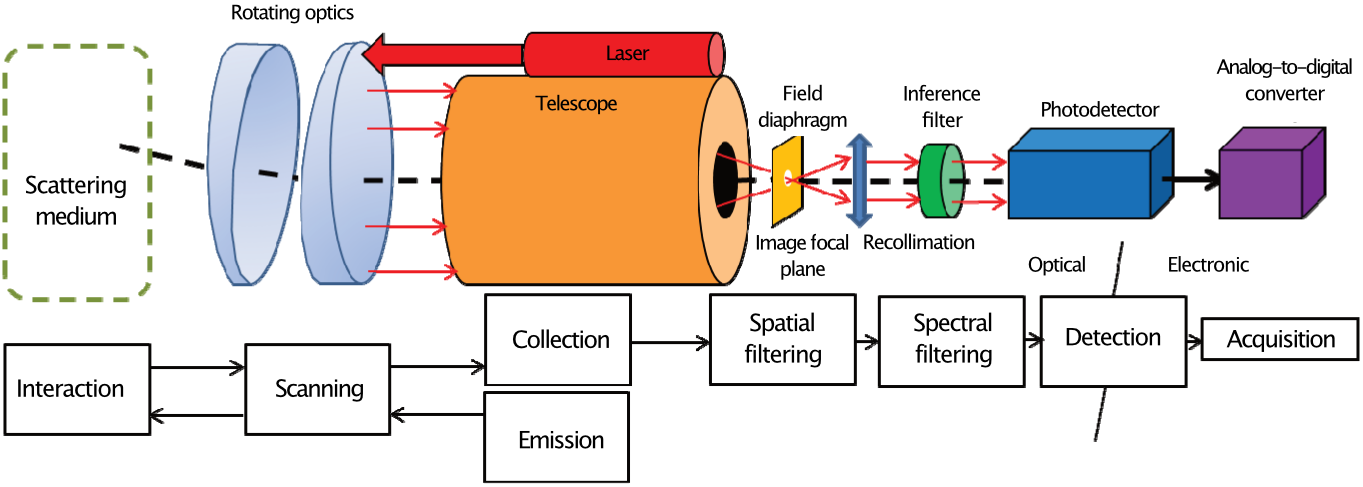 Rotating optics
Scattering
medium
Laser
Telescope
Field
diaphragm
Image focal
plane
Recollimation
Inference
filter
Photodetector
Analog-to-digital
converter
Optical
Electronic
Interaction
Scanning
Collection
Emission
Spatial
filtering
Spectral
filtering
Detection
Acquisition